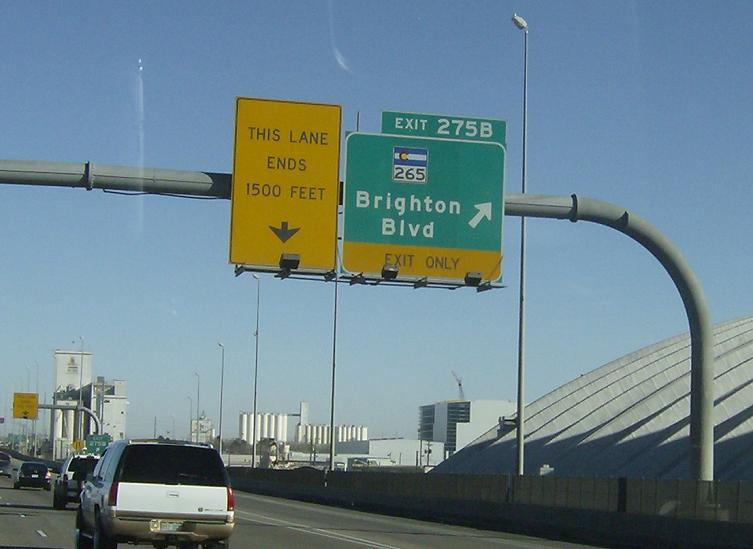 THIS LANE
ENDS
1500 FEET
EXIT 275B
265
Brighton
Blvd
EXIT ONLY